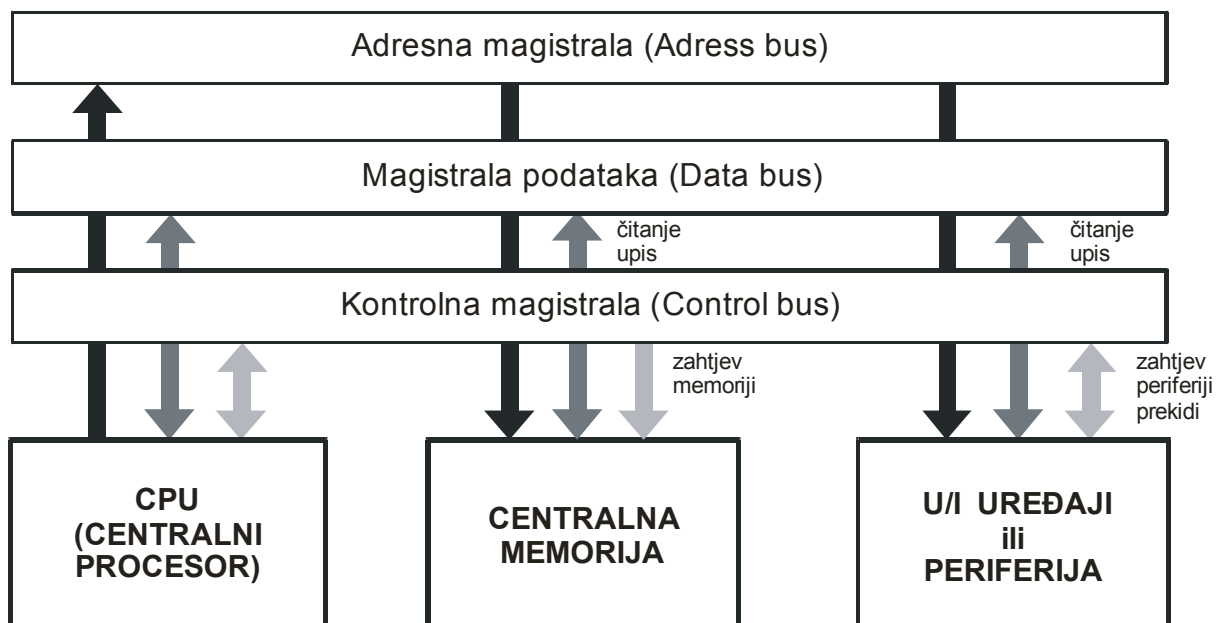 Adresna magistrala (Adress bus)
Magistrala podataka (Data bus)
čitanje
upis
čitanje
upis
Kontrolna magistrala (Control bus)
zahtjev
memoriji
zahtjev
periferiji
prekidi
CPU
(CENTRALNI
PROCESOR)
CENTRALNA
MEMORIJA
U/I UREĐAJI
ili
PERIFERIJA